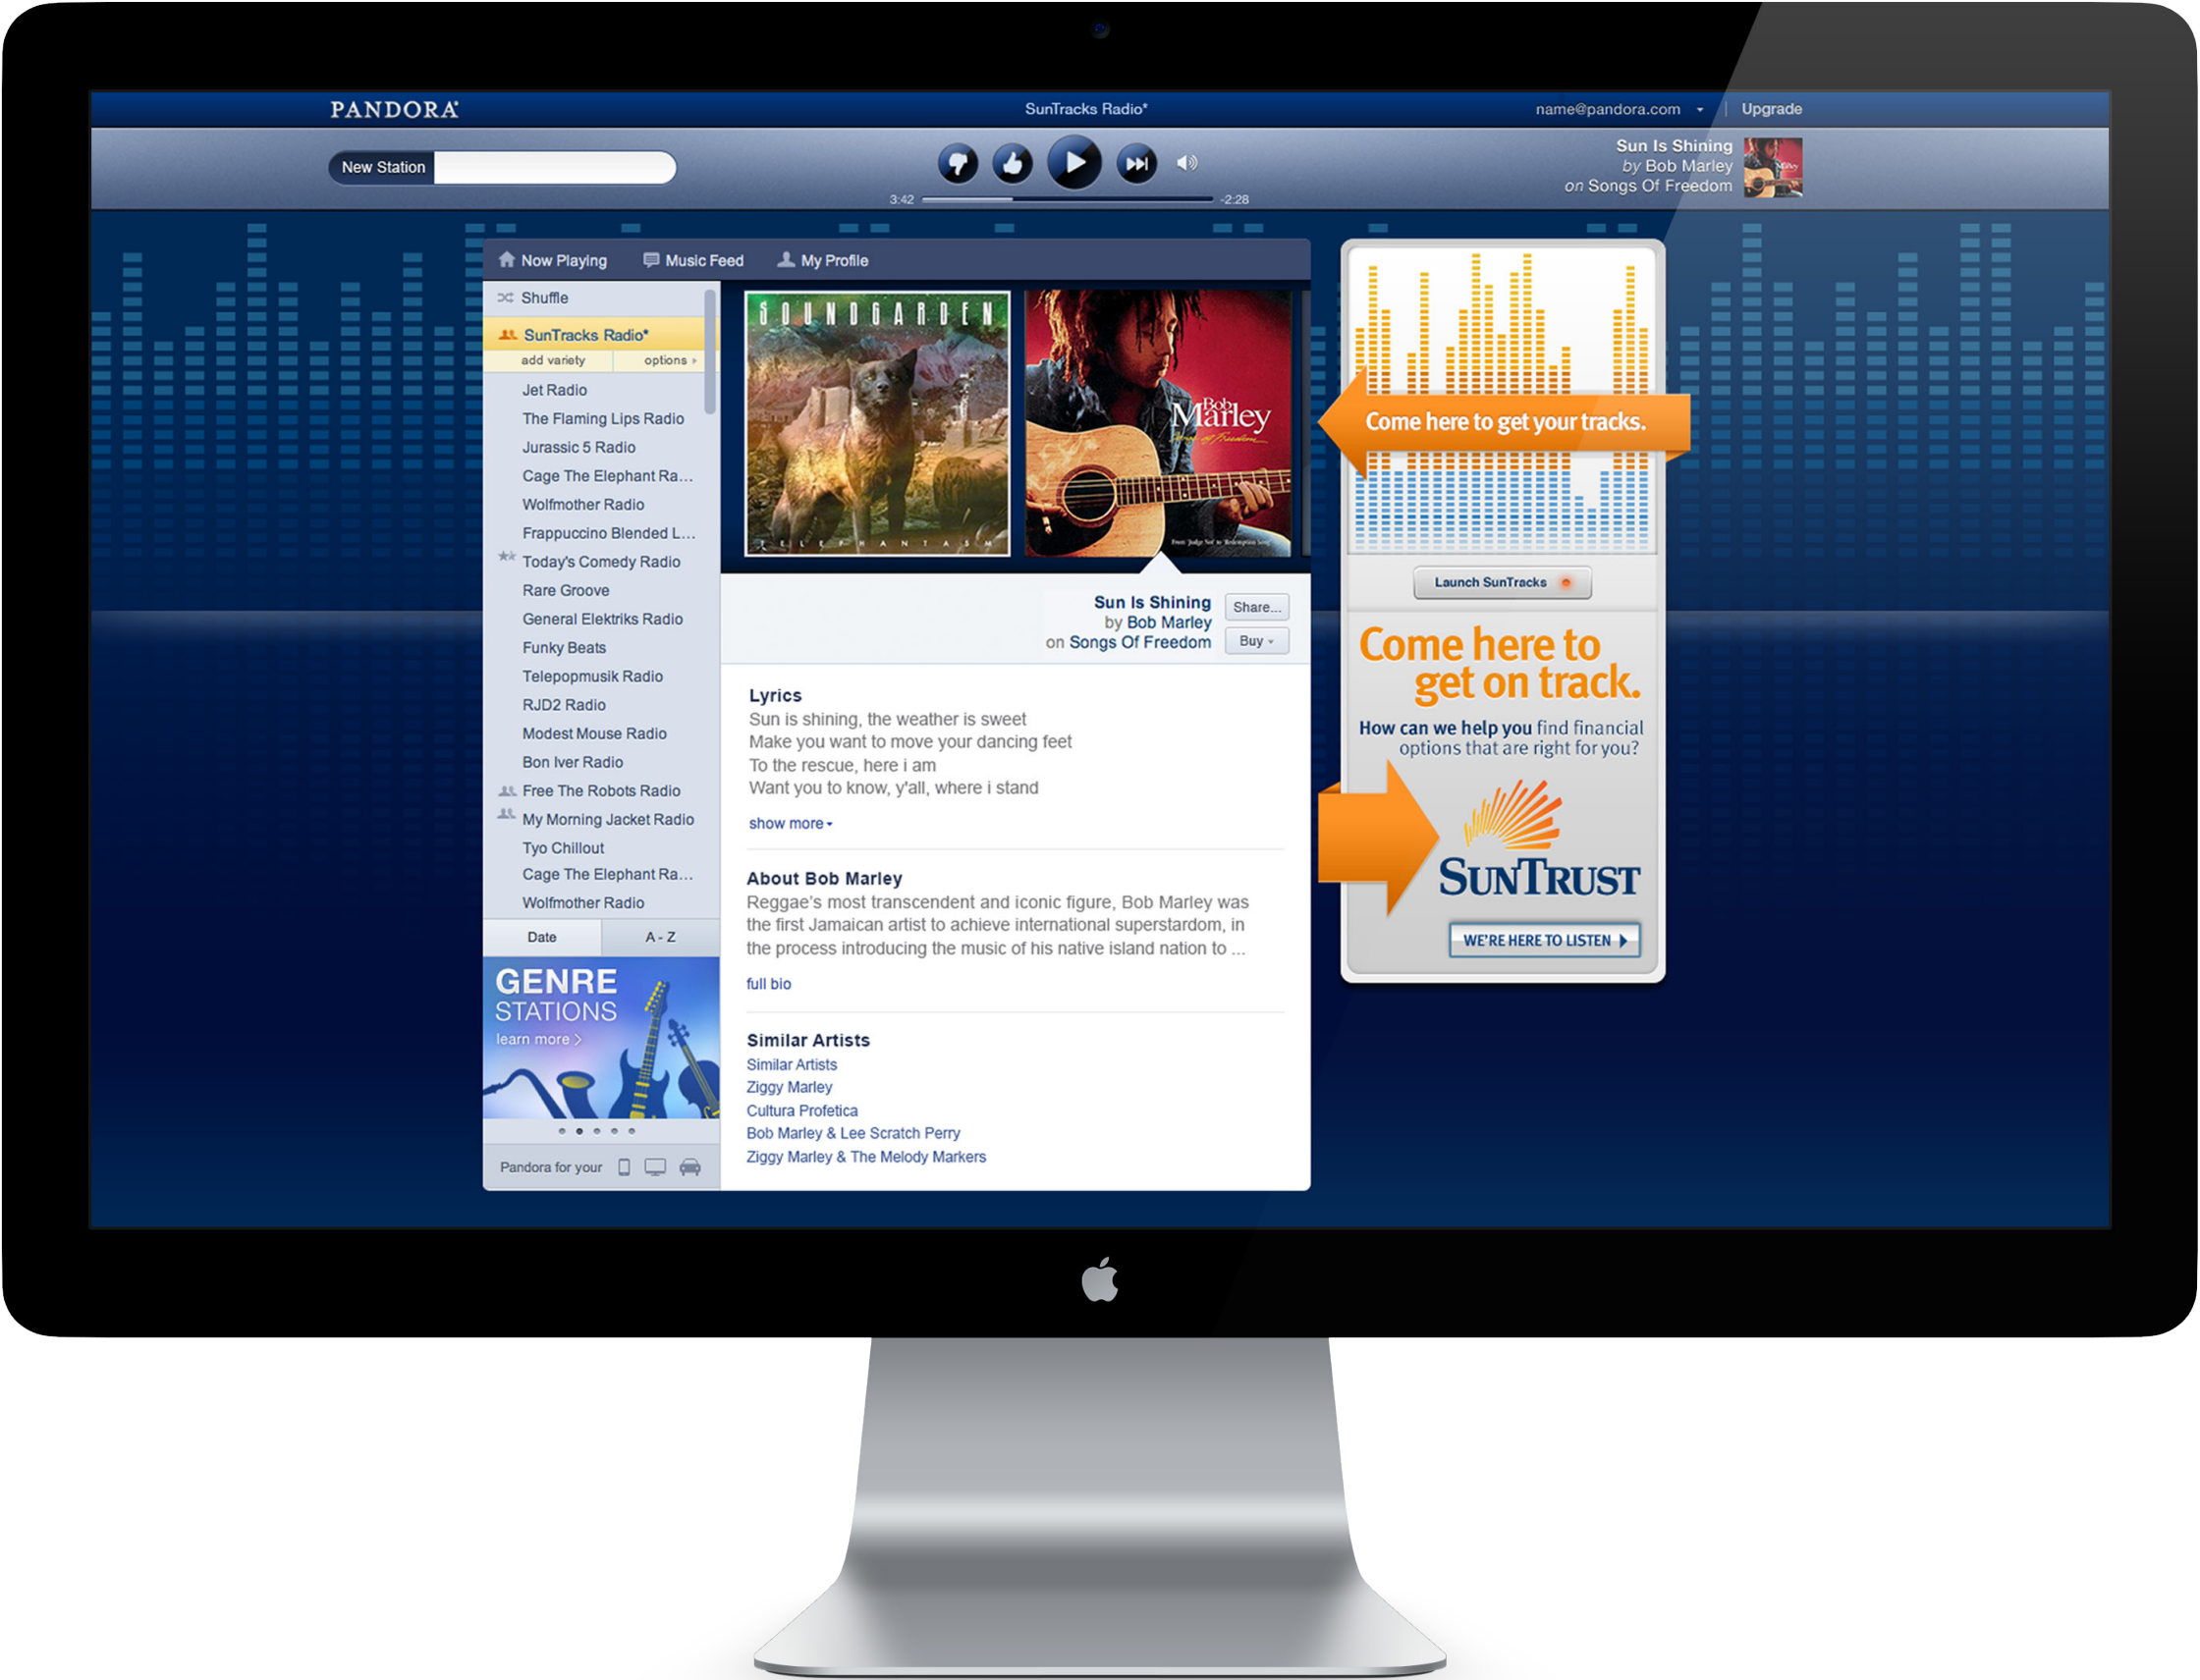 PANDORA®
SunTracks Radio*
name@pandora.com
Upgrade
New Station
3:42
-2:28
Sun Is Shining
by Bob Marley
on Songs Of Freedom
Now Playing
Music Feed
My Profile
Shuffle
SunTracks Radio*
add variety
options
Jet Radio
The Flaming Lips Radio
Jurassic 5 Radio
Cage The Elephant Ra...
Wolfmother Radio
Frappuccino Blended L...
Today's Comedy Radio
Rare Groove
General Elektriks Radio
Funky Beats
Telepopmusik Radio
RJD2 Radio
Modest Mouse Radio
Bon Iver Radio
Free The Robots Radio
My Morning Jacket Radio
Tyo Chillout
Cage The Elephant Ra...
Wolfmother Radio
Date
A - Z
GENRE
STATIONS
learn more >
Pandora for your
SOUNDGARDEN
TELEPHANTASM
Bob
Marley
Songs of Freedom
From 'Judge Not' to 'Redemption Song'
Sun Is Shining
by Bob Marley
on Songs Of Freedom
Share...
Buy
Lyrics
Sun is shining, the weather is sweet
Make you want to move your dancing feet
To the rescue, here i am
Want you to know, y'all, where i stand
show more
About Bob Marley
Reggae's most transcendent and iconic figure, Bob Marley was
the first Jamaican artist to achieve international superstardom, in
the process introducing the music of his native island nation to ...
full bio
Similar Artists
Similar Artists
Ziggy Marley
Cultura Profetica
Bob Marley & Lee Scratch Perry
Ziggy Marley & The Melody Markers
Come here to get your tracks.
Launch SunTracks
Come here to
get on track.
How can we help you find financial
options that are right for you?
SUNTRUST
WE'RE HERE TO LISTEN